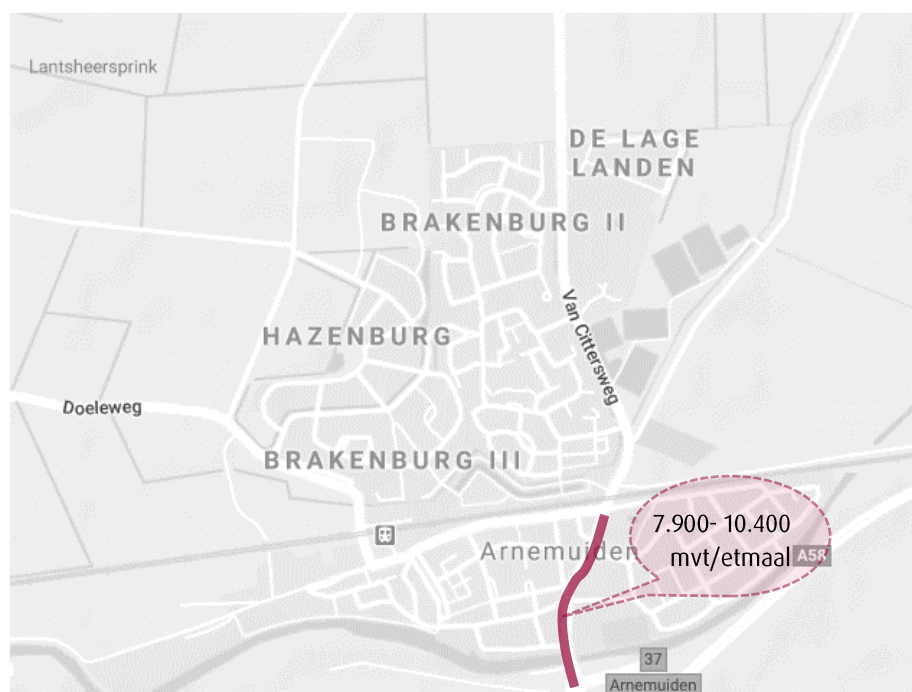 Lantsheersprink
DE LAGE
LANDEN
BRAKENBURG II
Van Cittersweg
HAZENBURG
Doeleweg
BRAKENBURG III
7.900- 10.400
mvt/etmaal
Arnemuiden
A58
37
Arnemuiden